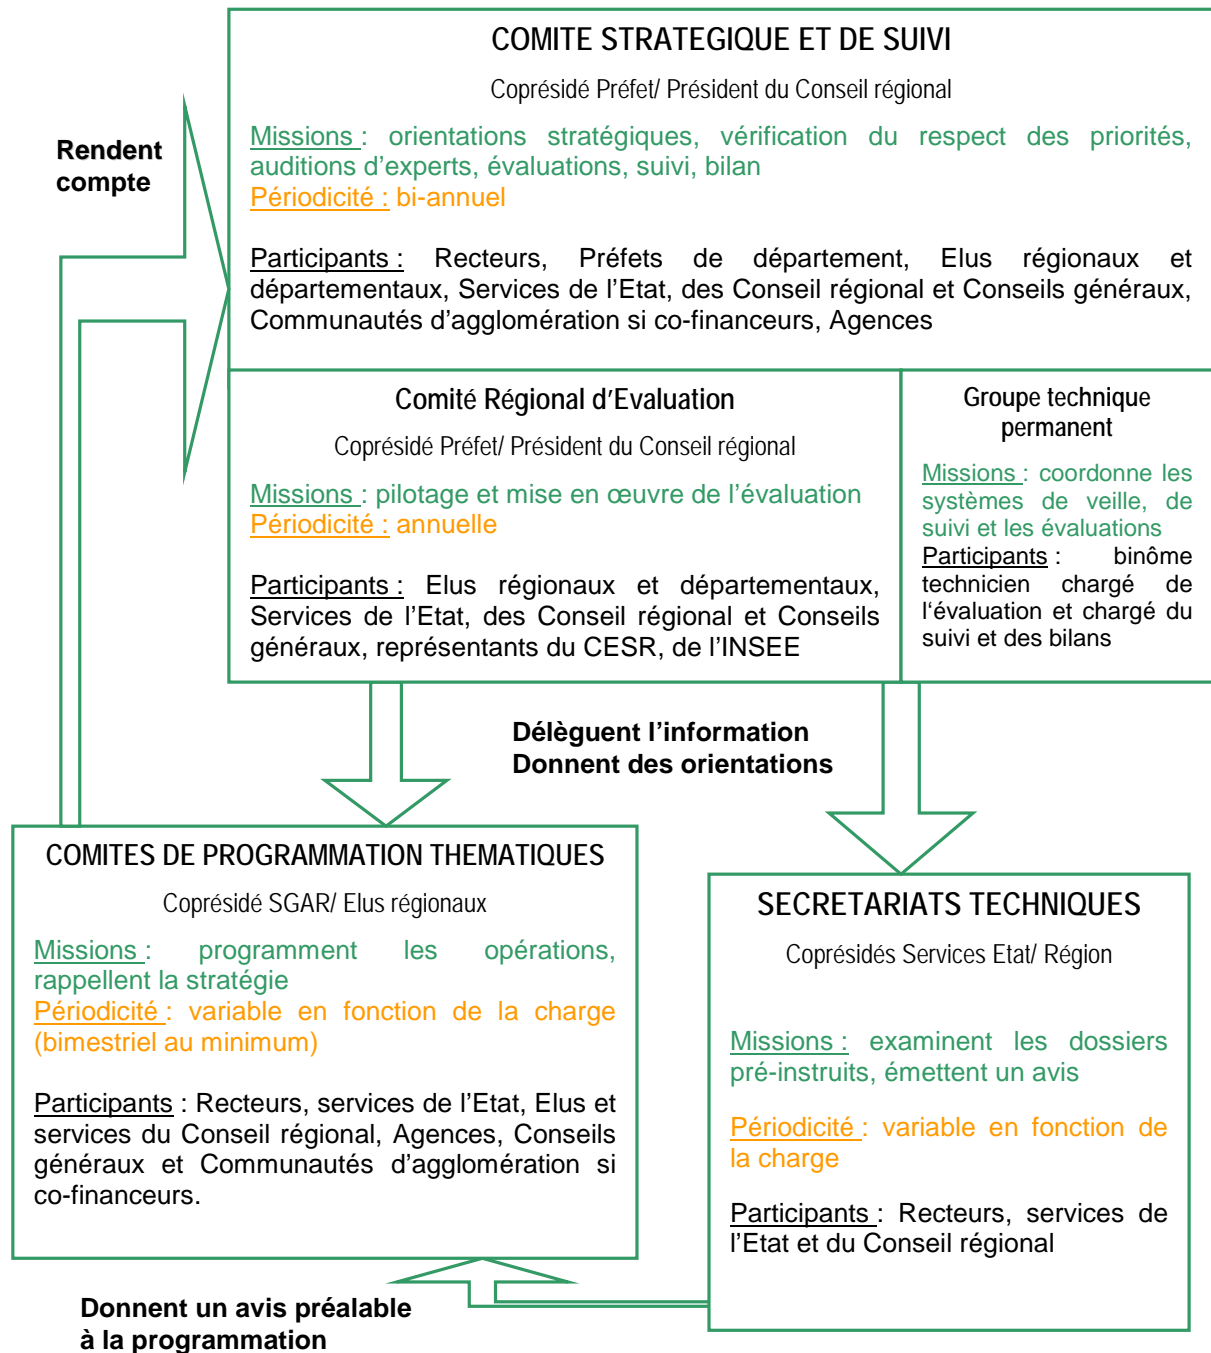 COMITE STRATEGIQUE ET DE SUIVI
Coprésidé Préfet/ Président du Conseil régional
Missions : orientations stratégiques, vérification du respect des priorités,
auditions d’experts, évaluations, suivi, bilan
Périodicité : bi-annuel
Participants : Recteurs, Préfets de département, Elus régionaux et
départementaux, Services de l’Etat, des Conseil régional et Conseils généraux,
Communautés d’agglomération si co-financeurs, Agences
Rendent
compte
Comité Régional d’Evaluation
Coprésidé Préfet/ Président du Conseil régional
Missions : pilotage et mise en œuvre de l’évaluation
Périodicité : annuelle
Participants : Elus régionaux et départementaux,
Services de l’Etat, des Conseil régional et Conseils
généraux, représentants du CESR, de l’INSEE
Groupe technique
permanent
Missions : coordonne les
systèmes de veille, de
suivi et les évaluations
Participants : binôme
technicien chargé de
l‘évaluation et chargé du
suivi et des bilans
Délèguent l’information
Donnent des orientations
COMITES DE PROGRAMMATION THEMATIQUES
Coprésidé SGAR/ Elus régionaux
Missions : programment les opérations,
rappellent la stratégie
Périodicité : variable en fonction de la charge
(bimestriel au minimum)
Participants : Recteurs, services de l’Etat, Elus et
services du Conseil régional, Agences, Conseils
généraux et Communautés d’agglomération si
co-financeurs.
SECRETARIATS TECHNIQUES
Coprésidés Services Etat/ Région
Missions : examinent les dossiers
pré-instruits, émettent un avis
Périodicité : variable en fonction de
la charge
Participants : Recteurs, services de
l’Etat et du Conseil régional
Donnent un avis préalable
à la programmation